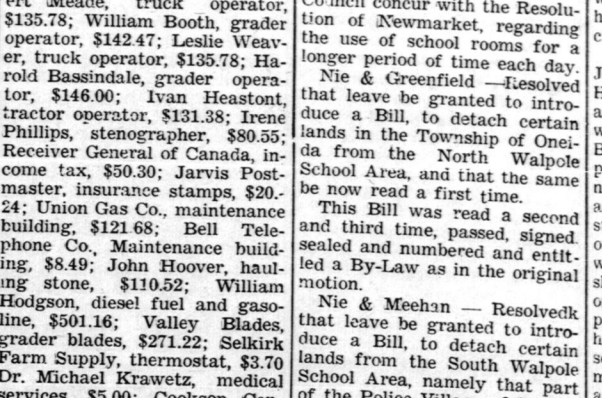 Meade, truck operator,
$135.78; William Booth, grader
operator, $142.47; Leslie Weav-
er, truck operator, $135.78; Ha-
rold Bassindale, grader opera-
tor, $146.00; Ivan Heastont,
tractor operator, $131.38; Irene
Phillips, stenographer, $80.55;
Receiver General of Canada, in-
come tax, $50.30; Jarvis Post-
master, insurance stamps, $20.-
24; Union Gas Co., maintenance
building, $121.68; Bell Tele-
phone Co., Maintenance build-
ing, $8.49; John Hoover, haul-
ing stone, $110.52; William
Hodgson, diesel fuel and gaso-
line, $501.16; Valley Blades,
grader blades, $271.22; Selkirk
Farm Supply, thermostat, $3.70
Dr. Michael Krawetz, medical
services, $5.00; Cookson
Council concur with the Resolu-
tion of Newmarket, regarding
the use of school rooms for a
longer period of time each day.
Nie & Greenfield —Resolved
that leave be granted to intro-
duce a Bill, to detach certain
lands in the Township of Onei-
da from the North Walpole
School Area, and that the same
be now read a first time.
This Bill was read a second
and third time, passed, signed
sealed and numbered and entit-
led a By-Law as in the original
motion.
Nie & Meehan — Resolvedk
that leave be granted to intro-
duce a Bill, to detach certain
lands from the South Walpole
School Area, namely that part
of the Police